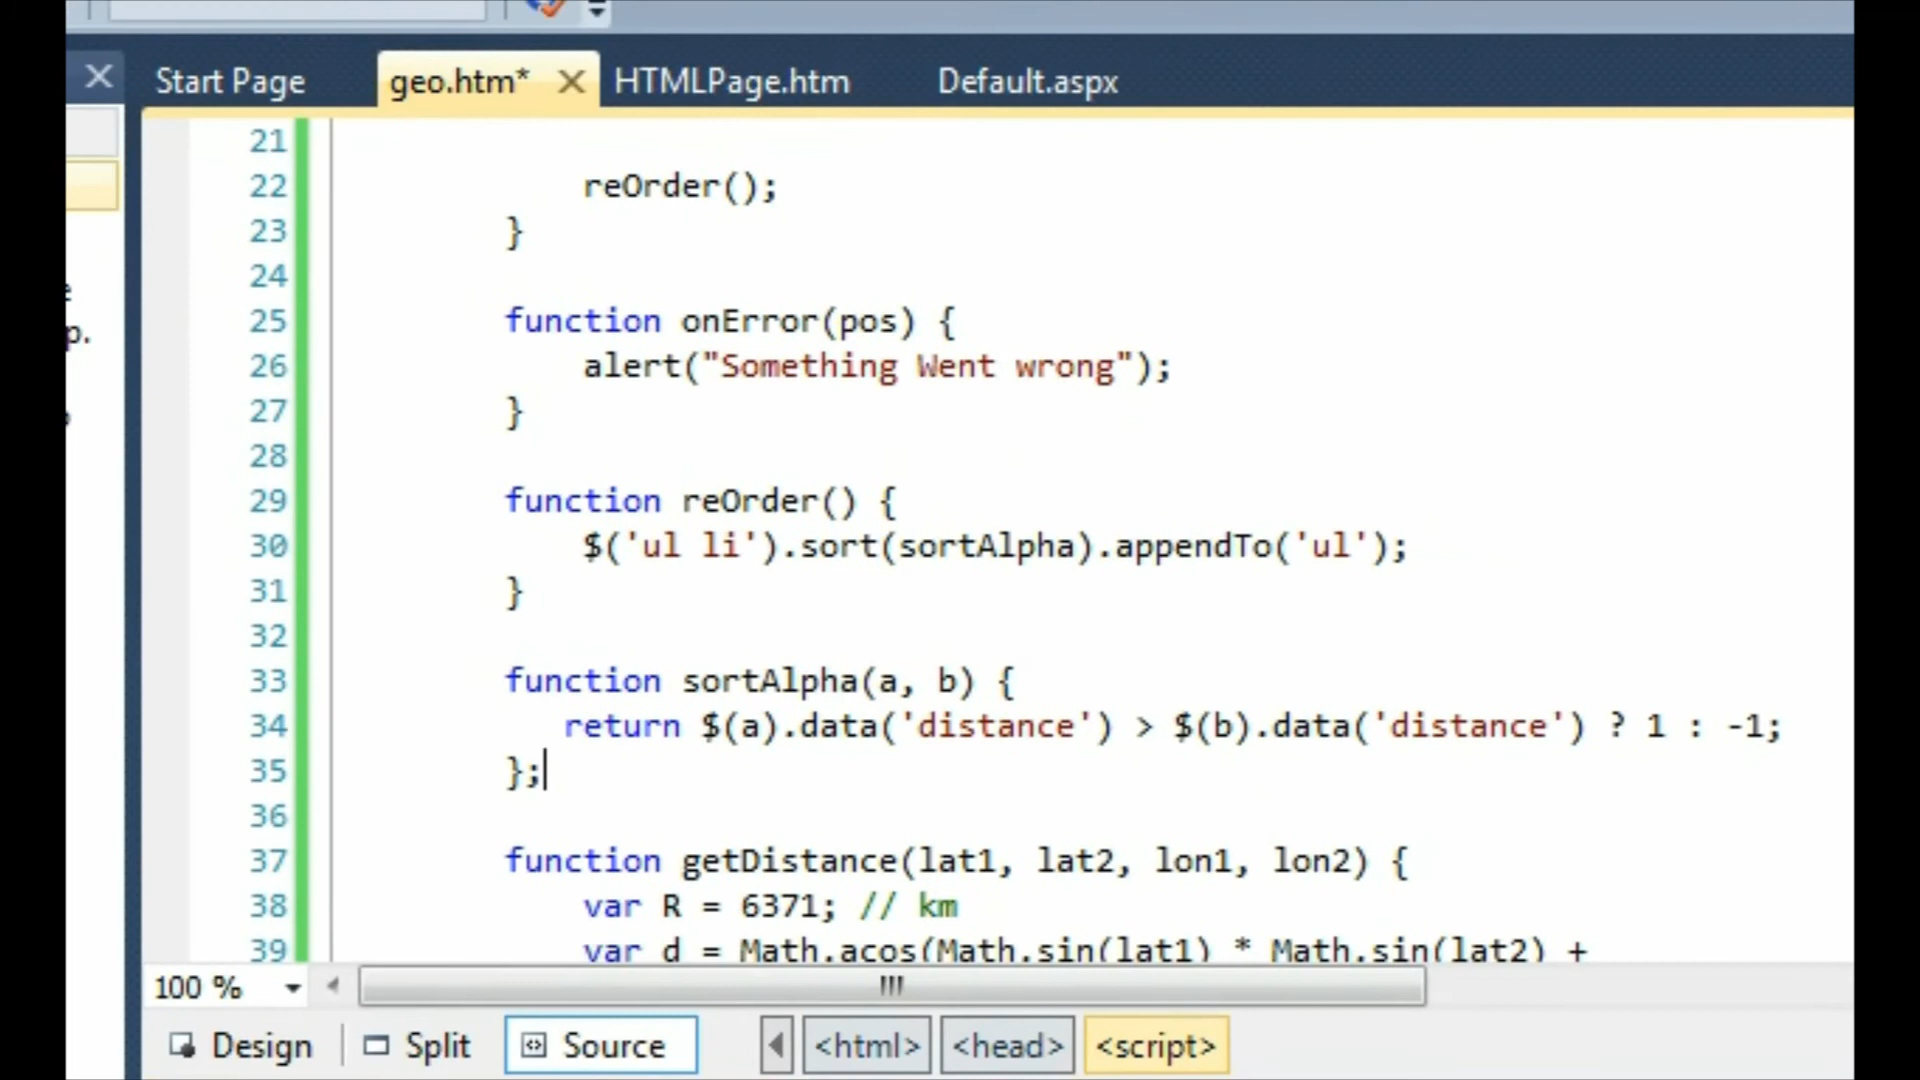 Start Page geo.htm* HTMLPage.htm Default.aspx
21
22 reOrder();
23 }
24
25 function onError(pos) {
26 alert("Something Went wrong");
27 }
28
29 function reOrder() {
30 $('ul li').sort(sortAlpha).appendTo('ul');
31 }
32
33 function sortAlpha(a, b) {
34 return $(a).data('distance') > $(b).data('distance') ? 1 : -1;
35 };
36
37 function getDistance(lat1, lat2, lon1, lon2) {
38 var R = 6371; // km
39 var d = Math.acos(Math.sin(lat1) * Math.sin(lat2) +
p.
100 %
Design Split Source <html> <head> <script>